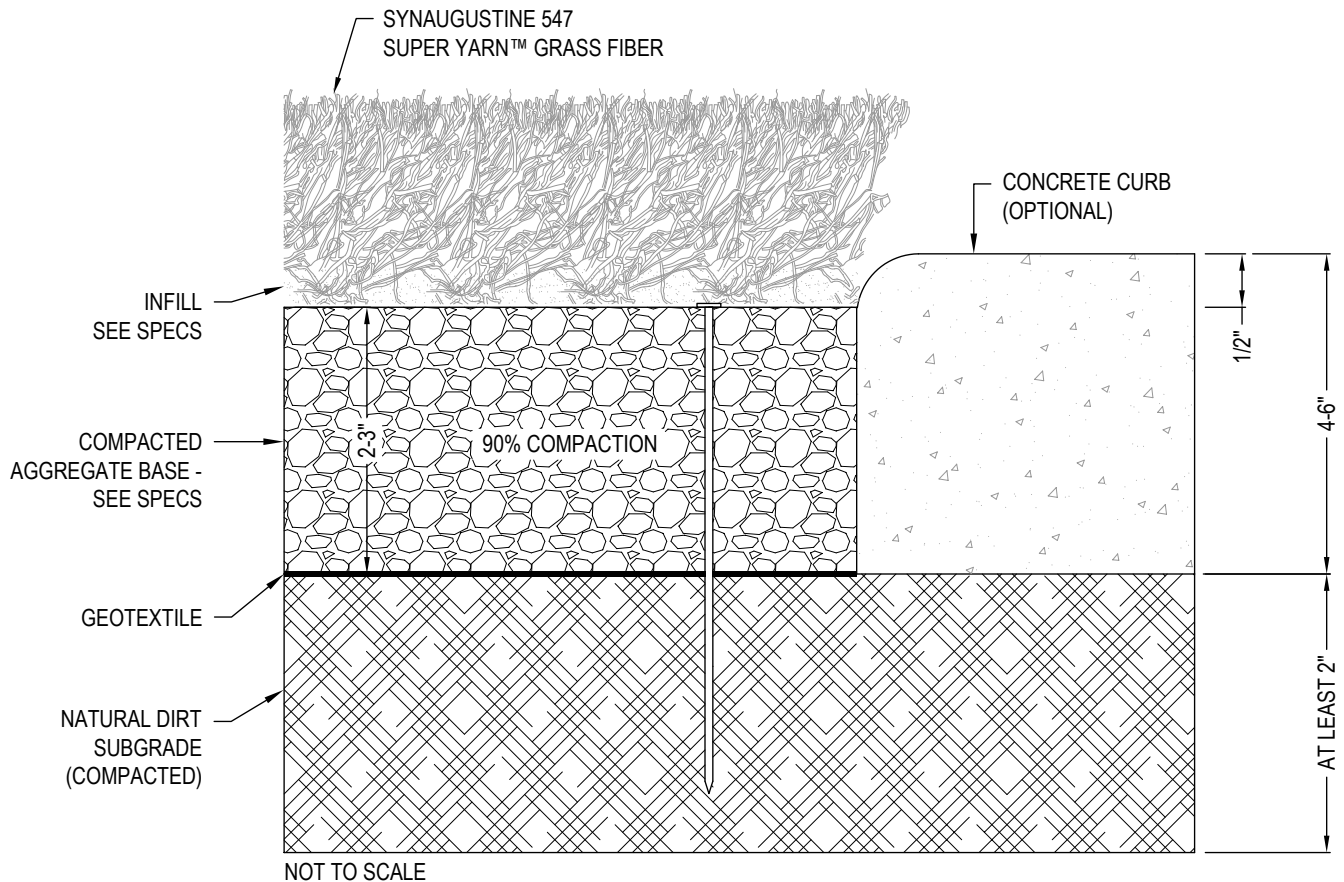 SYNAUGUSTINE 547
SUPER YARN™ GRASS FIBER
CONCRETE CURB
(OPTIONAL)
INFILL
SEE SPECS
1/2"
4-6"
COMPACTED
AGGREGATE BASE -
SEE SPECS
2-3"
90% COMPACTION
GEOTEXTILE
NATURAL DIRT
SUBGRADE
(COMPACTED)
AT LEAST 2"
NOT TO SCALE